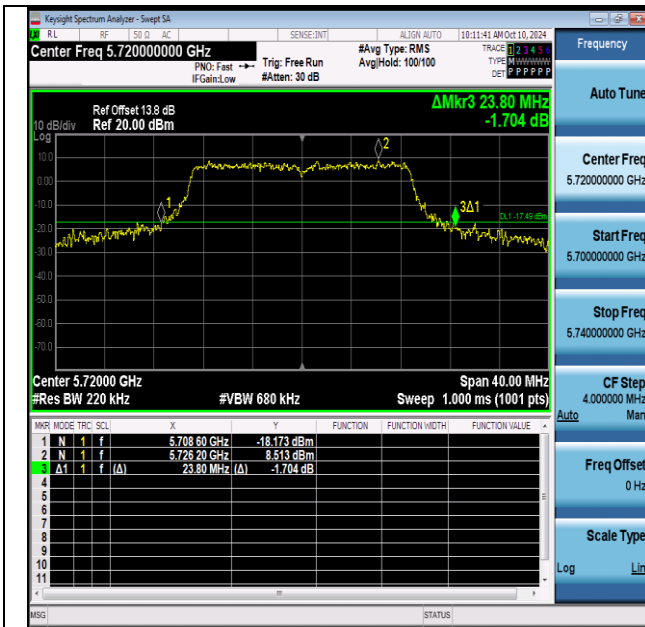 Keysight Spectrum Analyzer - Swept SA
RL RF 50 Ω AC SENSE:INT ALIGN AUTO 10:11:41 AM Oct 10, 2024
Center Freq 5.720000000 GHz #Avg Type: RMS TRACE 1 2 3 4 5 6
PNO: Fast Trig: Free Run Avg|Hold: 100/100 TYPE M WWWWW
IFGain:Low #Atten: 30 dB DET P P P P P P
Frequency
Auto Tune
Center Freq
5.720000000 GHz
Start Freq
5.700000000 GHz
Stop Freq
5.740000000 GHz
CF Step
4.000000 MHz
Auto Man
Freq Offset
0 Hz
Scale Type
Log Lin
ΔMkr3 23.80 MHz
-1.704 dB
Ref Offset 13.8 dB
10 dB/div Ref 20.00 dBm
Log
10.0
0.00
-10.0
-20.0
-30.0
-40.0
-50.0
-60.0
-70.0
1
2
3Δ1
DL1 -17.49 dBm
Center 5.72000 GHz Span 40.00 MHz
#Res BW 220 kHz #VBW 680 kHz Sweep 1.000 ms (1001 pts)
MKR MODE TRC SCL X Y FUNCTION FUNCTION WIDTH FUNCTION VALUE
1 N 1 f 5.708 60 GHz -18.173 dBm
2 N 1 f 5.726 20 GHz 8.513 dBm
3 Δ1 1 f (Δ) 23.80 MHz (Δ) -1.704 dB
4
5
6
7
8
9
10
11
MSG STATUS